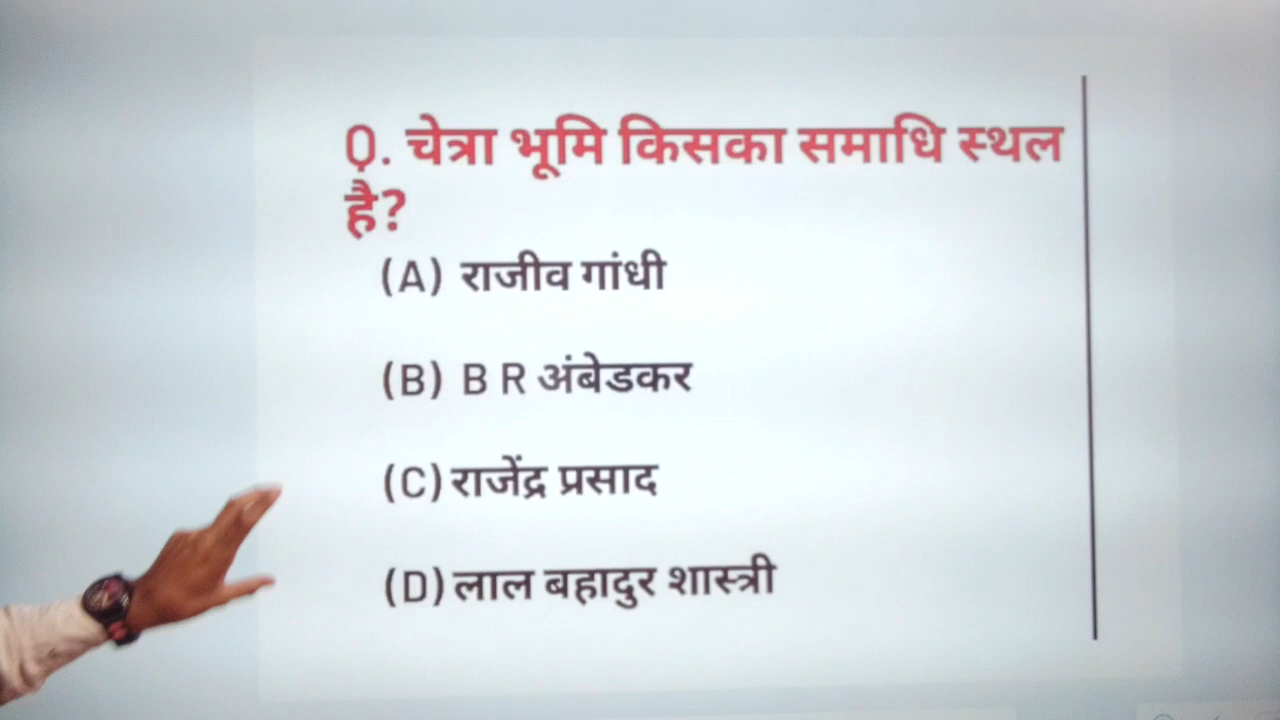 Q. चेत्रा भूमि किसका समाधि स्थल
है?
(A) राजीव गांधी
(B) B R अंबेडकर
(C) राजेंद्र प्रसाद
(D) लाल बहादुर शास्त्री